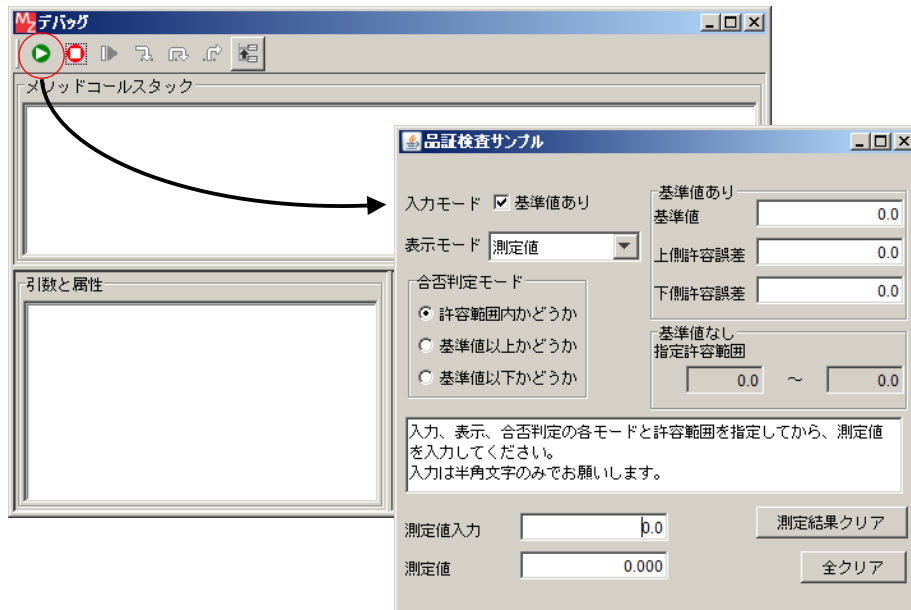 MZデバッグ
メソッドコールスタック
引数と属性
品証検査サンプル
入力モード 基準値あり
表示モード 測定値
合否判定モード
許容範囲内かどうか
基準値以上かどうか
基準値以下かどうか
基準値あり
基準値 0.0
上側許容誤差 0.0
下側許容誤差 0.0
基準値なし
指定許容範囲
0.0 ～ 0.0
入力、表示、合否判定の各モードと許容範囲を指定してから、測定値
を入力してください。
入力は半角文字のみでお願いします。
測定値入力 0.0
測定結果クリア
測定値 0.000
全クリア